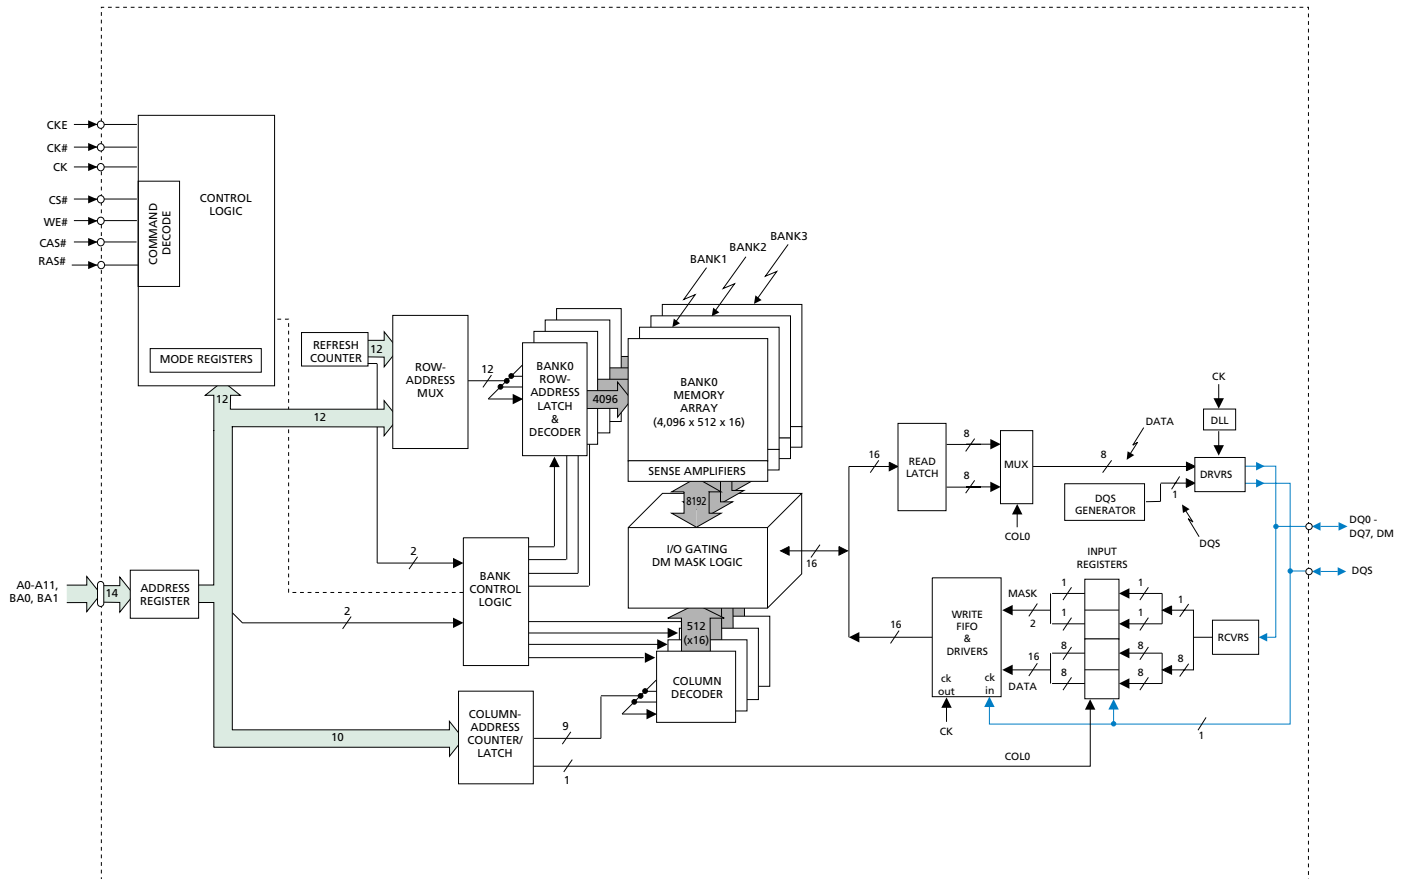 CKE
CK#
CK
CS#
WE#
CAS#
RAS#
COMMAND
DECODE
CONTROL
LOGIC
MODE REGISTERS
BANK1
BANK2
BANK3
REFRESH
COUNTER
12
ROW-
ADDRESS
MUX
12
BANK0
ROW-
ADDRESS
LATCH
&
DECODER
4096
BANK0
MEMORY
ARRAY
(4,096 x 512 x 16)
SENSE AMPLIFIERS
12
12
8192
I/O GATING
DM MASK LOGIC
16
16
READ
LATCH
8
8
MUX
COL0
8
DATA
CK
DLL
DRVRS
DQS
GENERATOR
1
DQS
DQ0 -
DQ7, DM
DQS
A0-A11,
BA0, BA1
14
ADDRESS
REGISTER
2
2
BANK
CONTROL
LOGIC
512
(x16)
COLUMN
DECODER
16
WRITE
FIFO
&
DRIVERS
ck
out
ck
in
CK
MASK
2
16
DATA
INPUT
REGISTERS
1
1
8
8
1
1
8
8
1
8
RCVRS
1
10
COLUMN-
ADDRESS
COUNTER/
LATCH
9
1
COL0